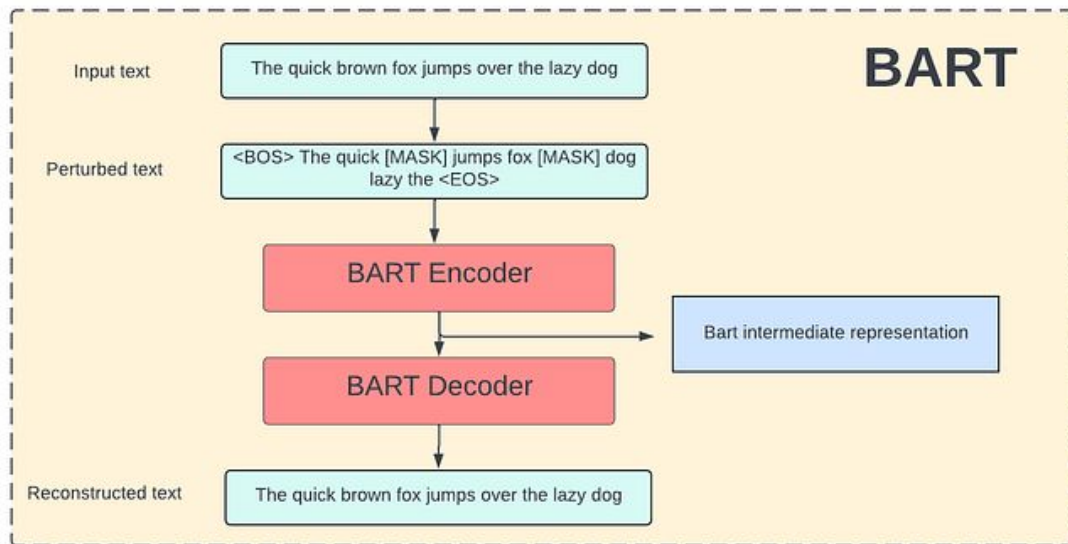 BART
Input text
The quick brown fox jumps over the lazy dog
Perturbed text
<BOS> The quick [MASK] jumps fox [MASK] dog
lazy the <EOS>
BART Encoder
Bart intermediate representation
BART Decoder
Reconstructed text
The quick brown fox jumps over the lazy dog